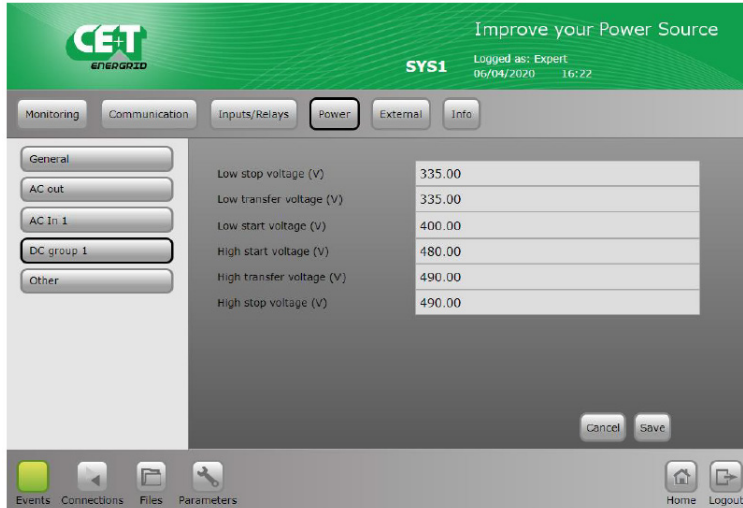 CE+T
ENERGRID
Improve your Power Source
SYS1
Logged as: Expert
06/04/2020 16:22
Monitoring Communication Inputs/Relays Power External Info
General
AC out
AC In 1
DC group 1
Other
Low stop voltage (V) 335.00
Low transfer voltage (V) 335.00
Low start voltage (V) 400.00
High start voltage (V) 480.00
High transfer voltage (V) 490.00
High stop voltage (V) 490.00
Cancel Save
Events Connections Files Parameters Home Logout